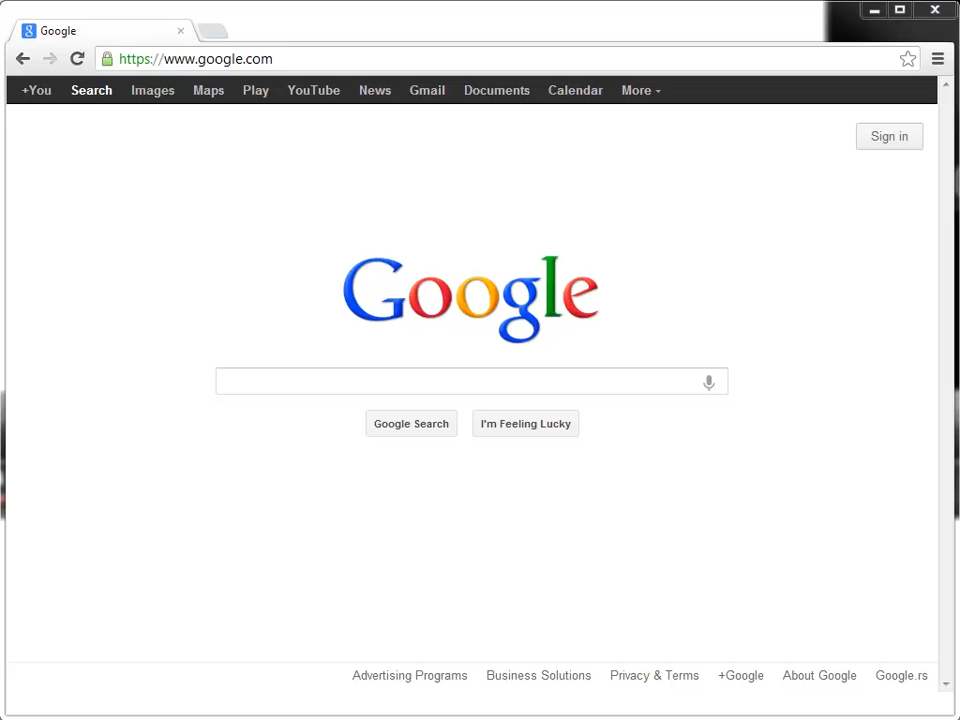 Google
https://www.google.com
+You Search Images Maps Play YouTube News Gmail Documents Calendar More
Sign in
Google
Google Search I'm Feeling Lucky
Advertising Programs Business Solutions Privacy & Terms +Google About Google Google.rs